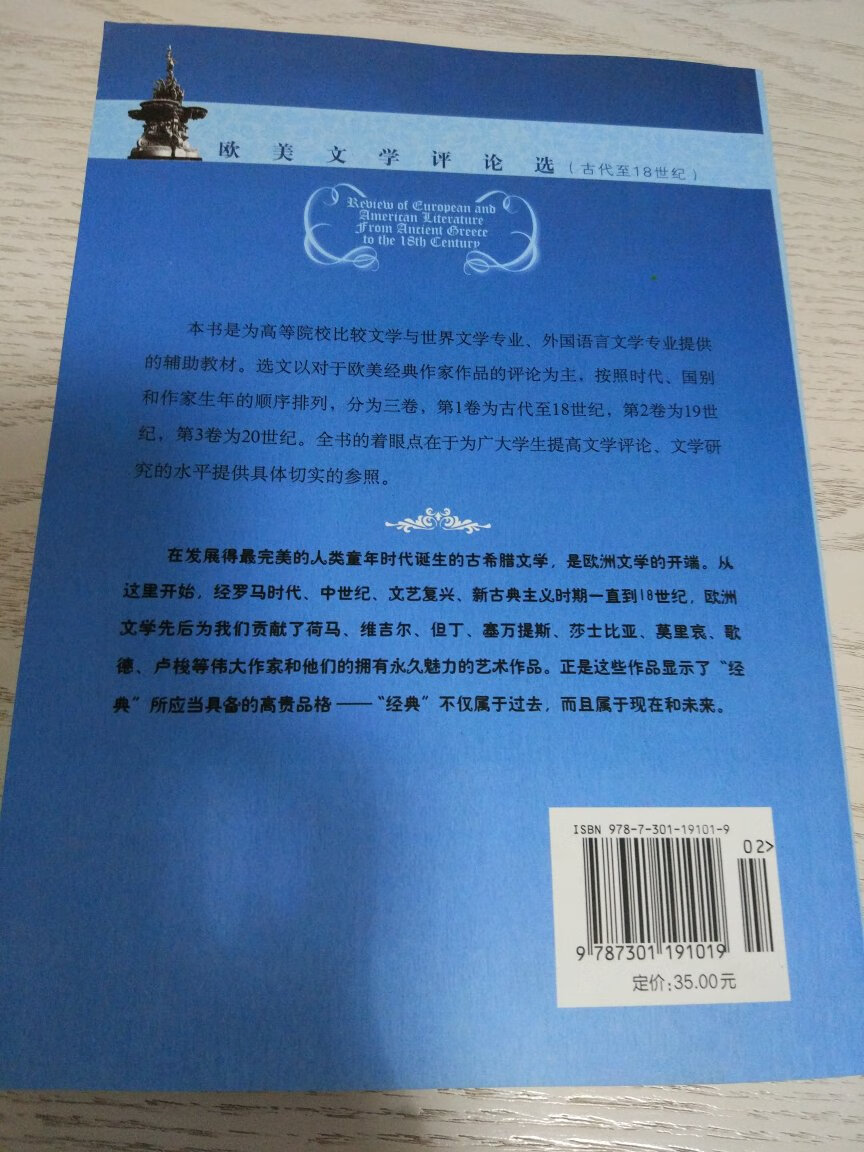 欧美文学评论选（古代至18世纪）
Review of European and
American Literature
From Ancient Greece
to the 18th Century
本书是为高等院校比较文学与世界文学专业、外国语言文学专业提供
的辅助教材。选文以对于欧美经典作家作品的评论为主，按照时代、国别
和作家生年的顺序排列，分为三卷，第1卷为古代至18世纪，第2卷为19世
纪，第3卷为20世纪。全书的着眼点在于为广大学生提高文学评论、文学研
究的水平提供具体切实的参照。
在发展得最完美的人类童年时代诞生的古希腊文学，是欧洲文学的开端。从
这里开始，经罗马时代、中世纪、文艺复兴、新古典主义时期一直到18世纪，欧洲
文学先后为我们贡献了荷马、维吉尔、但丁、塞万提斯、莎士比亚、莫里哀、歌
德、卢梭等伟大作家和他们的拥有永久魅力的艺术作品。正是这些作品显示了“经
典”所应当具备的高贵品格——“经典”不仅属于过去，而且属于现在和未来。
ISBN 978-7-301-19101-9
02>
9 787301 191019
定价:35.00元